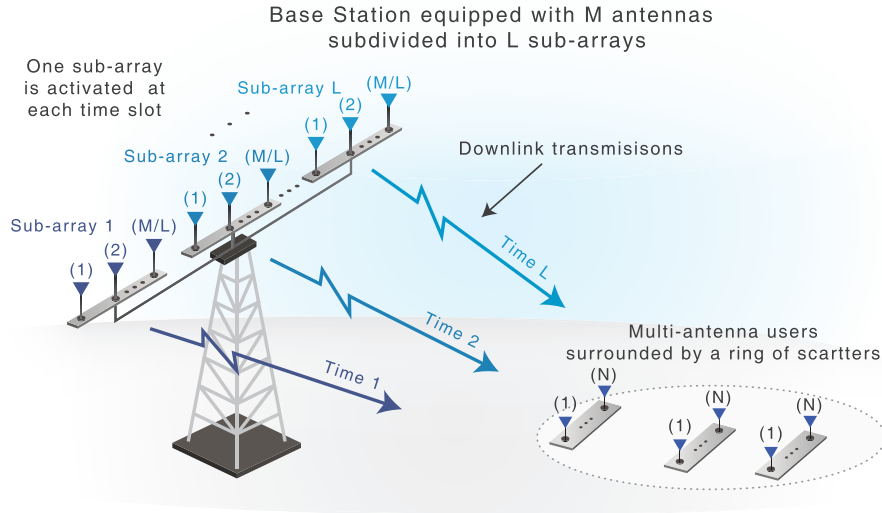 Base Station equipped with M antennas
subdivided into L sub-arrays
One sub-array
is activated at
each time slot
Sub-array L
(1)
(2)
(M/L)
Sub-array 2
(1)
(2)
(M/L)
Sub-array 1
(1)
(2)
(M/L)
Downlink transmisisons
Time L
Time 2
Time 1
Multi-antenna users
surrounded by a ring of scartters
(1)
(N)
(1)
(N)
(1)
(N)